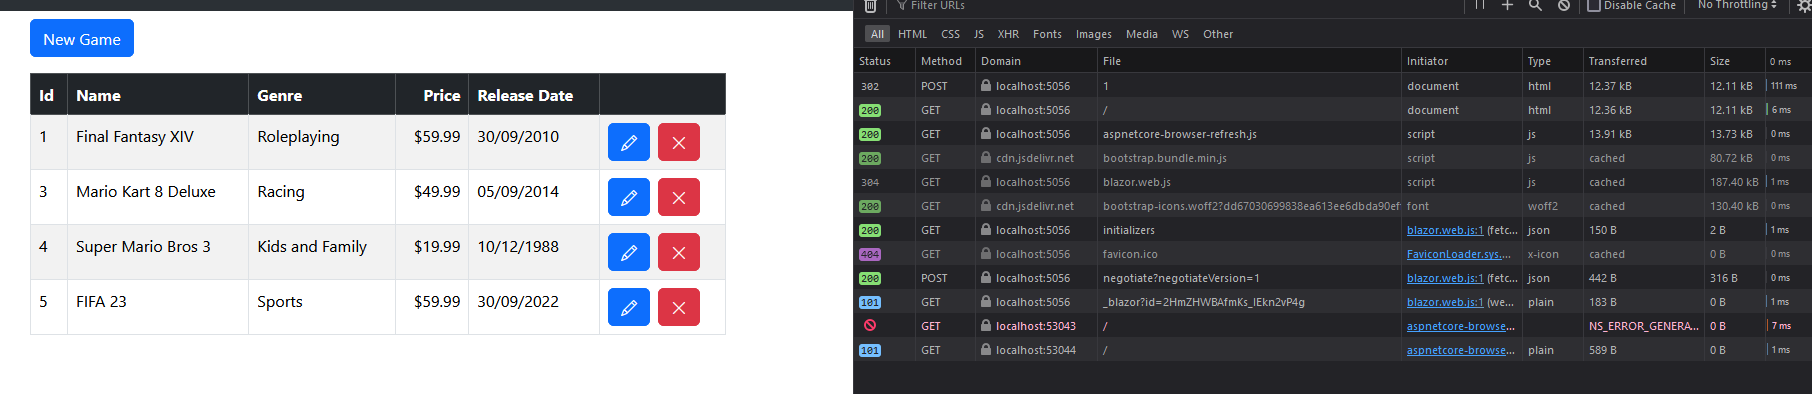 New Game
Id Name Genre Price Release Date
1 Final Fantasy XIV Roleplaying $59.99 30/09/2010
3 Mario Kart 8 Deluxe Racing $49.99 05/09/2014
4 Super Mario Bros 3 Kids and Family $19.99 10/12/1988
5 FIFA 23 Sports $59.99 30/09/2022
Filter URLs Disable Cache No Throttling
All HTML CSS JS XHR Fonts Images Media WS Other
Status Method Domain File Initiator Type Transferred Size 0 ms
302 POST localhost:5056 1 document html 12.37 kB 12.11 kB 111 ms
200 GET localhost:5056 / document html 12.36 kB 12.11 kB 6 ms
200 GET localhost:5056 aspnetcore-browser-refresh.js script js 13.91 kB 13.73 kB 0 ms
200 GET cdn.jsdelivr.net bootstrap.bundle.min.js script js cached 80.72 kB 0 ms
304 GET localhost:5056 blazor.web.js script js cached 187.40 kB 1 ms
200 GET cdn.jsdelivr.net bootstrap-icons.woff2?dd67030699838ea613ee6dbda90ef font woff2 cached 130.40 kB 0 ms
200 GET localhost:5056 initializers blazor.web.js:1 (fetc... json 150 B 2 B 1 ms
404 GET localhost:5056 favicon.ico FaviconLoader.sys.... x-icon cached 0 B 0 ms
200 POST localhost:5056 negotiate?negotiateVersion=1 blazor.web.js:1 (fetc... json 442 B 316 B 0 ms
101 GET localhost:5056 _blazor?id=2HmZHWBAfmKs_lEkn2vP4g blazor.web.js:1 (we... plain 183 B 0 B 1 ms
GET localhost:53043 / aspnetcore-browse... NS_ERROR_GENERA... 0 B 7 ms
101 GET localhost:53044 / aspnetcore-browse... plain 589 B 0 B 1 ms